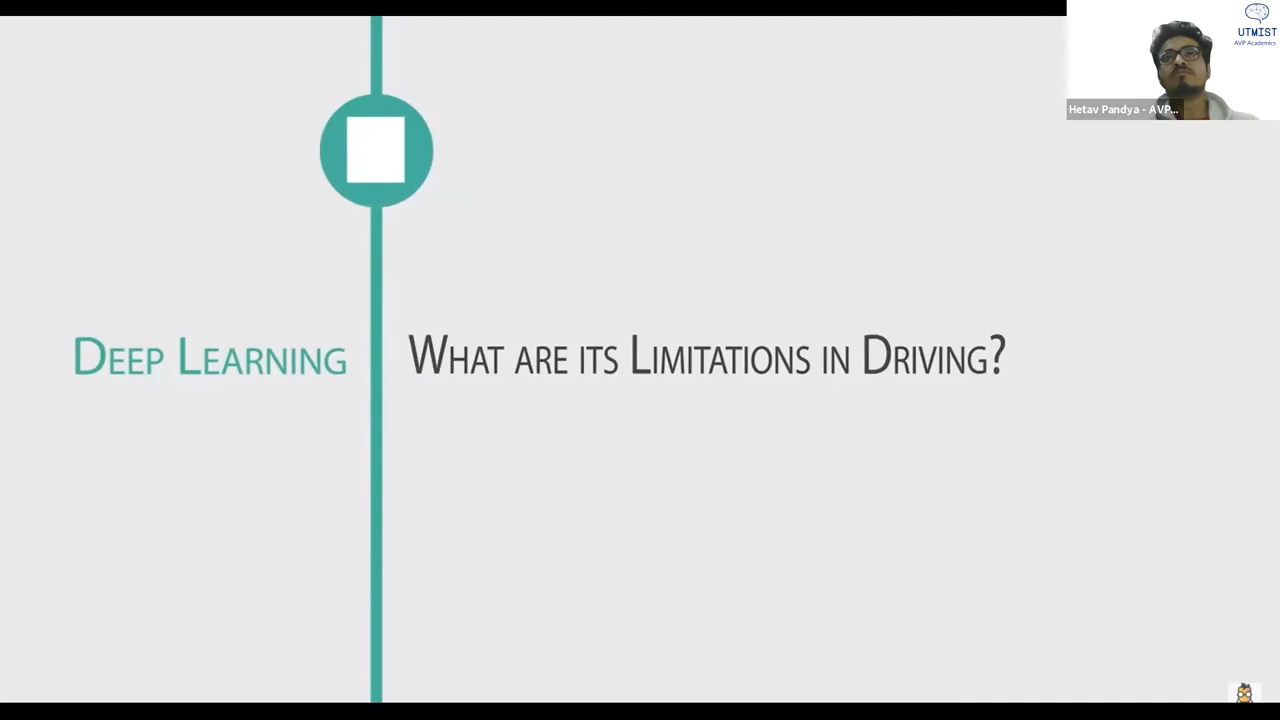 UTMIST
AVP Academics
Hetav Pandya - AVP...
DEEP LEARNING
WHAT ARE ITS LIMITATIONS IN DRIVING?